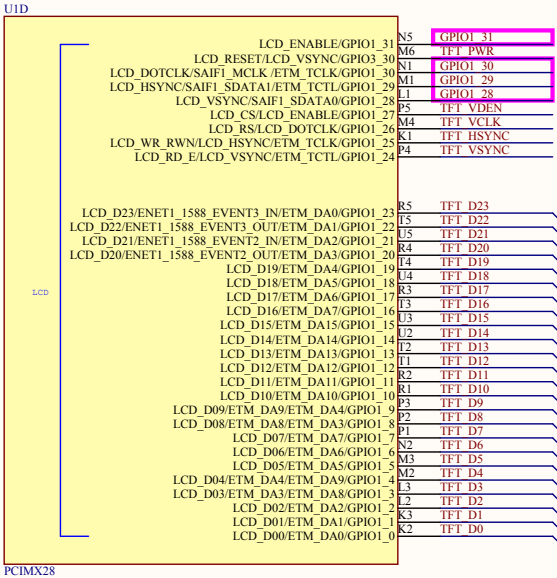 U1D
LCD_ENABLE/GPIO1_31 N5 GPIO1_31
LCD_RESET/LCD_VSYNC/GPIO3_30 M6 TFT_PWR
LCD_DOTCLK/SAIF1_MCLK /ETM_TCLK/GPIO1_30 N1 GPIO1_30
LCD_HSYNC/SAIF1_SDATA1/ETM_TCTL/GPIO1_29 M1 GPIO1_29
LCD_VSYNC/SAIF1_SDATA0/GPIO1_28 L1 GPIO1_28
LCD_CS/LCD_ENABLE/GPIO1_27 P5 TFT_VDEN
LCD_RS/LCD_DOTCLK/GPIO1_26 M4 TFT_VCLK
LCD_WR_RWN/LCD_HSYNC/ETM_TCLK/GPIO1_25 K1 TFT_HSYNC
LCD_RD_E/LCD_VSYNC/ETM_TCTL/GPIO1_24 P4 TFT_VSYNC
LCD_D23/ENET1_1588_EVENT3_IN/ETM_DA0/GPIO1_23 R5 TFT_D23
LCD_D22/ENET1_1588_EVENT3_OUT/ETM_DA1/GPIO1_22 T5 TFT_D22
LCD_D21/ENET1_1588_EVENT2_IN/ETM_DA2/GPIO1_21 U5 TFT_D21
LCD_D20/ENET1_1588_EVENT2_OUT/ETM_DA3/GPIO1_20 R4 TFT_D20
LCD_D19/ETM_DA4/GPIO1_19 T4 TFT_D19
LCD_D18/ETM_DA5/GPIO1_18 U4 TFT_D18
LCD_D17/ETM_DA6/GPIO1_17 R3 TFT_D17
LCD
LCD_D16/ETM_DA7/GPIO1_16 T3 TFT_D16
LCD_D15/ETM_DA15/GPIO1_15 U3 TFT_D15
LCD_D14/ETM_DA14/GPIO1_14 U2 TFT_D14
LCD_D13/ETM_DA13/GPIO1_13 T2 TFT_D13
LCD_D12/ETM_DA12/GPIO1_12 T1 TFT_D12
LCD_D11/ETM_DA11/GPIO1_11 R2 TFT_D11
LCD_D10/ETM_DA10/GPIO1_10 R1 TFT_D10
LCD_D09/ETM_DA9/ETM_DA4/GPIO1_9 P3 TFT_D9
LCD_D08/ETM_DA8/ETM_DA3/GPIO1_8 P2 TFT_D8
LCD_D07/ETM_DA7/GPIO1_7 P1 TFT_D7
LCD_D06/ETM_DA6/GPIO1_6 N2 TFT_D6
LCD_D05/ETM_DA5/GPIO1_5 M3 TFT_D5
LCD_D04/ETM_DA4/ETM_DA9/GPIO1_4 M2 TFT_D4
LCD_D03/ETM_DA3/ETM_DA8/GPIO1_3 L3 TFT_D3
LCD_D02/ETM_DA2/GPIO1_2 L2 TFT_D2
LCD_D01/ETM_DA1/GPIO1_1 K3 TFT_D1
LCD_D00/ETM_DA0/GPIO1_0 K2 TFT_D0
PCIMX28